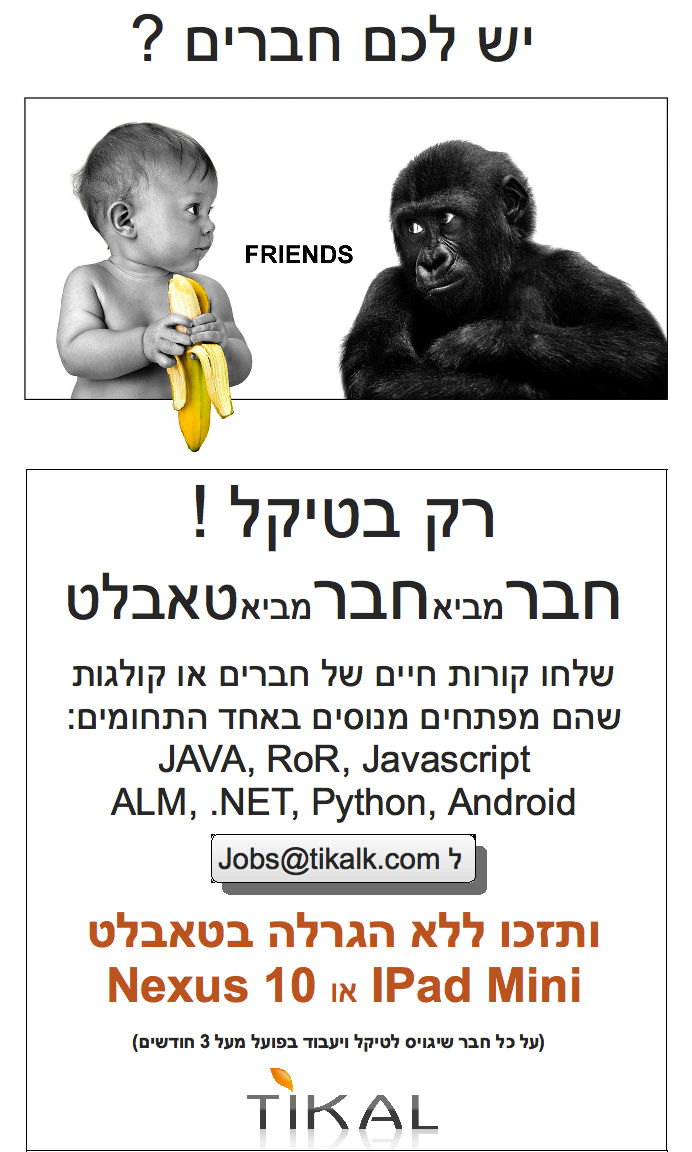 יש לכם חברים ?
FRIENDS
רק בטיקל !
חבר מביא חבר מביא טאבלט
שלחו קורות חיים של חברים או קולגות
שהם מפתחים מנוסים באחד התחומים:
JAVA, RoR, Javascript
ALM, .NET, Python, Android
ל Jobs@tikalk.com
ותזכו ללא הגרלה בטאבלט
IPad Mini או Nexus 10
(על כל חבר שיגויס לטיקל ויעבוד בפועל מעל 3 חודשים)
TIKAL